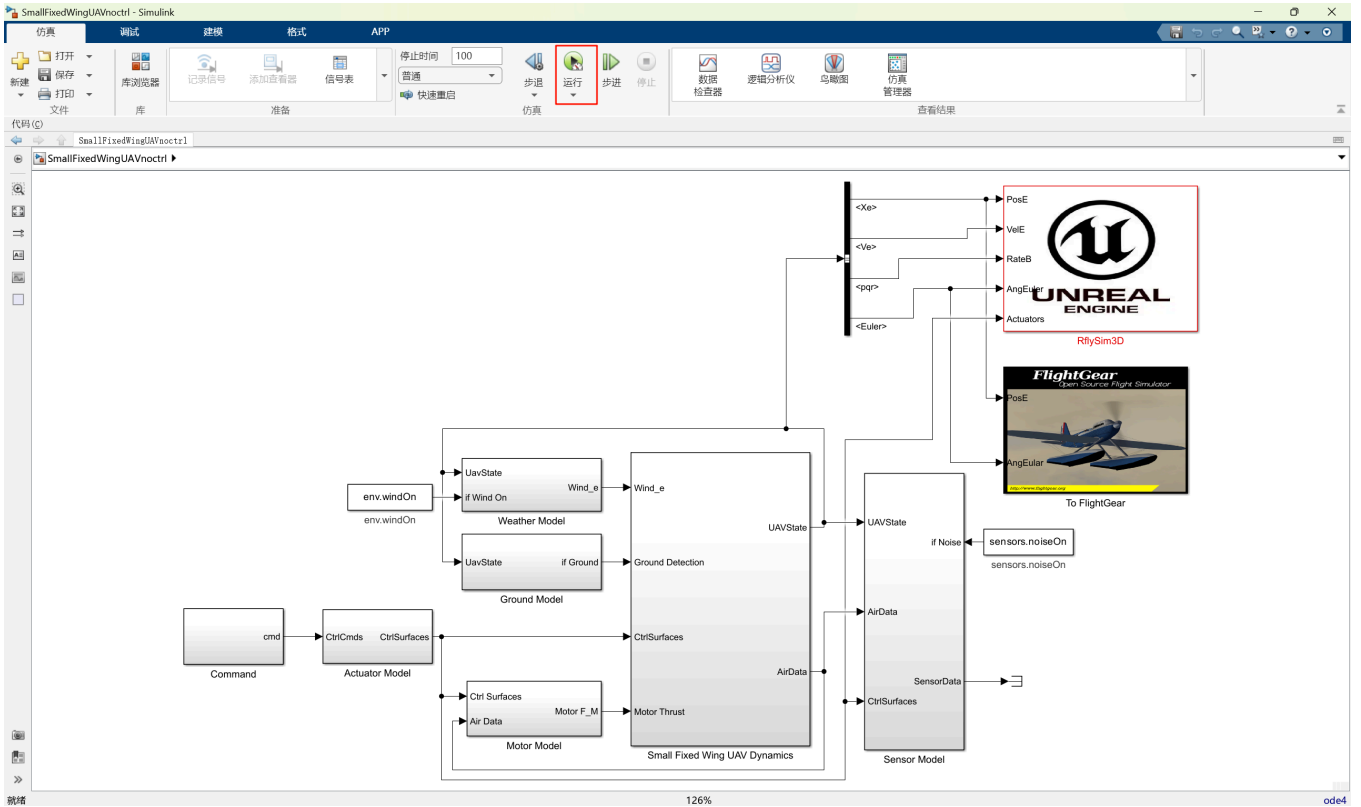 SmallFixedWingUAVnoctrl - Simulink
仿真 调试 建模 格式 APP
新建 打开 保存 打印
文件
库浏览器
库
记录信号 添加查看器 信号表
准备
停止时间 100
普通
快速重启
步退 运行 步进 停止
仿真
数据
检查器
逻辑分析仪 鸟瞰图
仿真
管理器
查看结果
代码(C)
SmallFixedWingUAVnoctrl
SmallFixedWingUAVnoctrl
<Xe>
<Ve>
<pqr>
<Euler>
PosE
VelE
RateB
AngEuler
Actuators
UNREAL
ENGINE
RflySim3D
FlightGear
Open Source Flight Simulator
PosE
AngEular
http://www.flightgear.org
To FlightGear
env.windOn
env.windOn
UavState
if Wind On
Wind_e
Weather Model
UavState if Ground
Ground Model
cmd
Command
CtrlCmds CtrlSurfaces
Actuator Model
Ctrl Surfaces
Air Data
Motor F_M
Motor Model
Wind_e
Ground Detection
CtrlSurfaces
Motor Thrust
UAVState
AirData
Small Fixed Wing UAV Dynamics
UAVState
AirData
CtrlSurfaces
if Noise
SensorData
Sensor Model
sensors.noiseOn
sensors.noiseOn
就绪 126% ode4